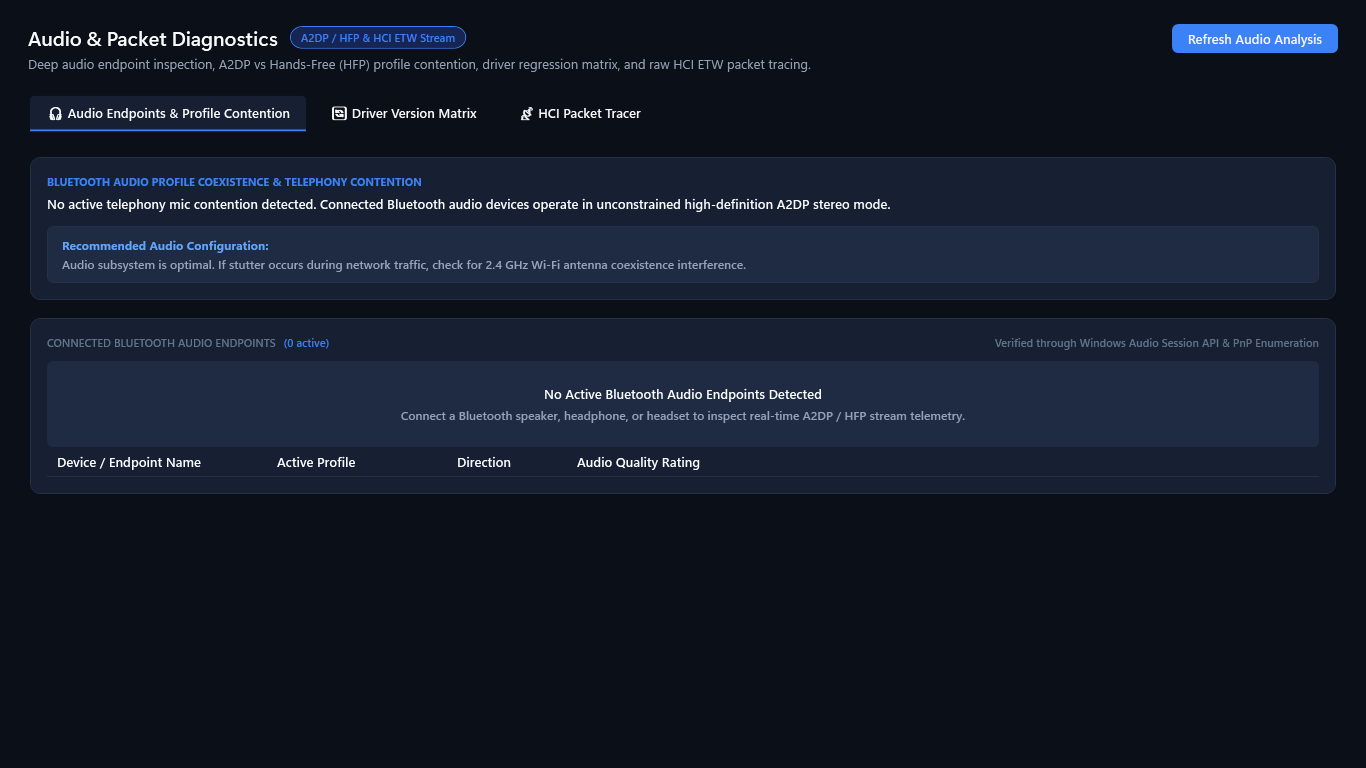 Audio & Packet Diagnostics
A2DP / HFP & HCI ETW Stream
Refresh Audio Analysis
Deep audio endpoint inspection, A2DP vs Hands-Free (HFP) profile contention, driver regression matrix, and raw HCI ETW packet tracing.
Audio Endpoints & Profile Contention
Driver Version Matrix
HCI Packet Tracer
BLUETOOTH AUDIO PROFILE COEXISTENCE & TELEPHONY CONTENTION
No active telephony mic contention detected. Connected Bluetooth audio devices operate in unconstrained high-definition A2DP stereo mode.
Recommended Audio Configuration:
Audio subsystem is optimal. If stutter occurs during network traffic, check for 2.4 GHz Wi-Fi antenna coexistence interference.
CONNECTED BLUETOOTH AUDIO ENDPOINTS (0 active)
Verified through Windows Audio Session API & PnP Enumeration
No Active Bluetooth Audio Endpoints Detected
Connect a Bluetooth speaker, headphone, or headset to inspect real-time A2DP / HFP stream telemetry.
Device / Endpoint Name Active Profile Direction Audio Quality Rating